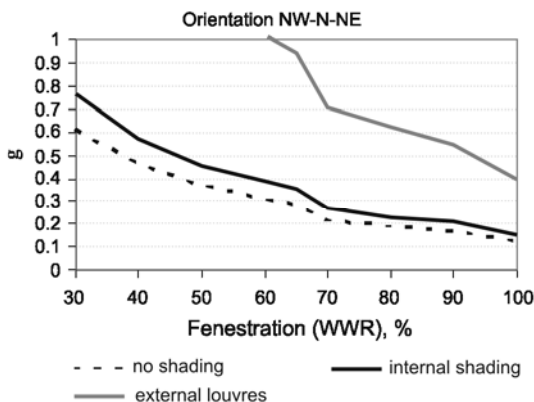 Orientation NW-N-NE
1
0.9
0.8
0.7
0.6
0.5
0.4
0.3
0.2
0.1
0
g
30 40 50 60 70 80 90 100
Fenestration (WWR), %
no shading internal shading
external louvres